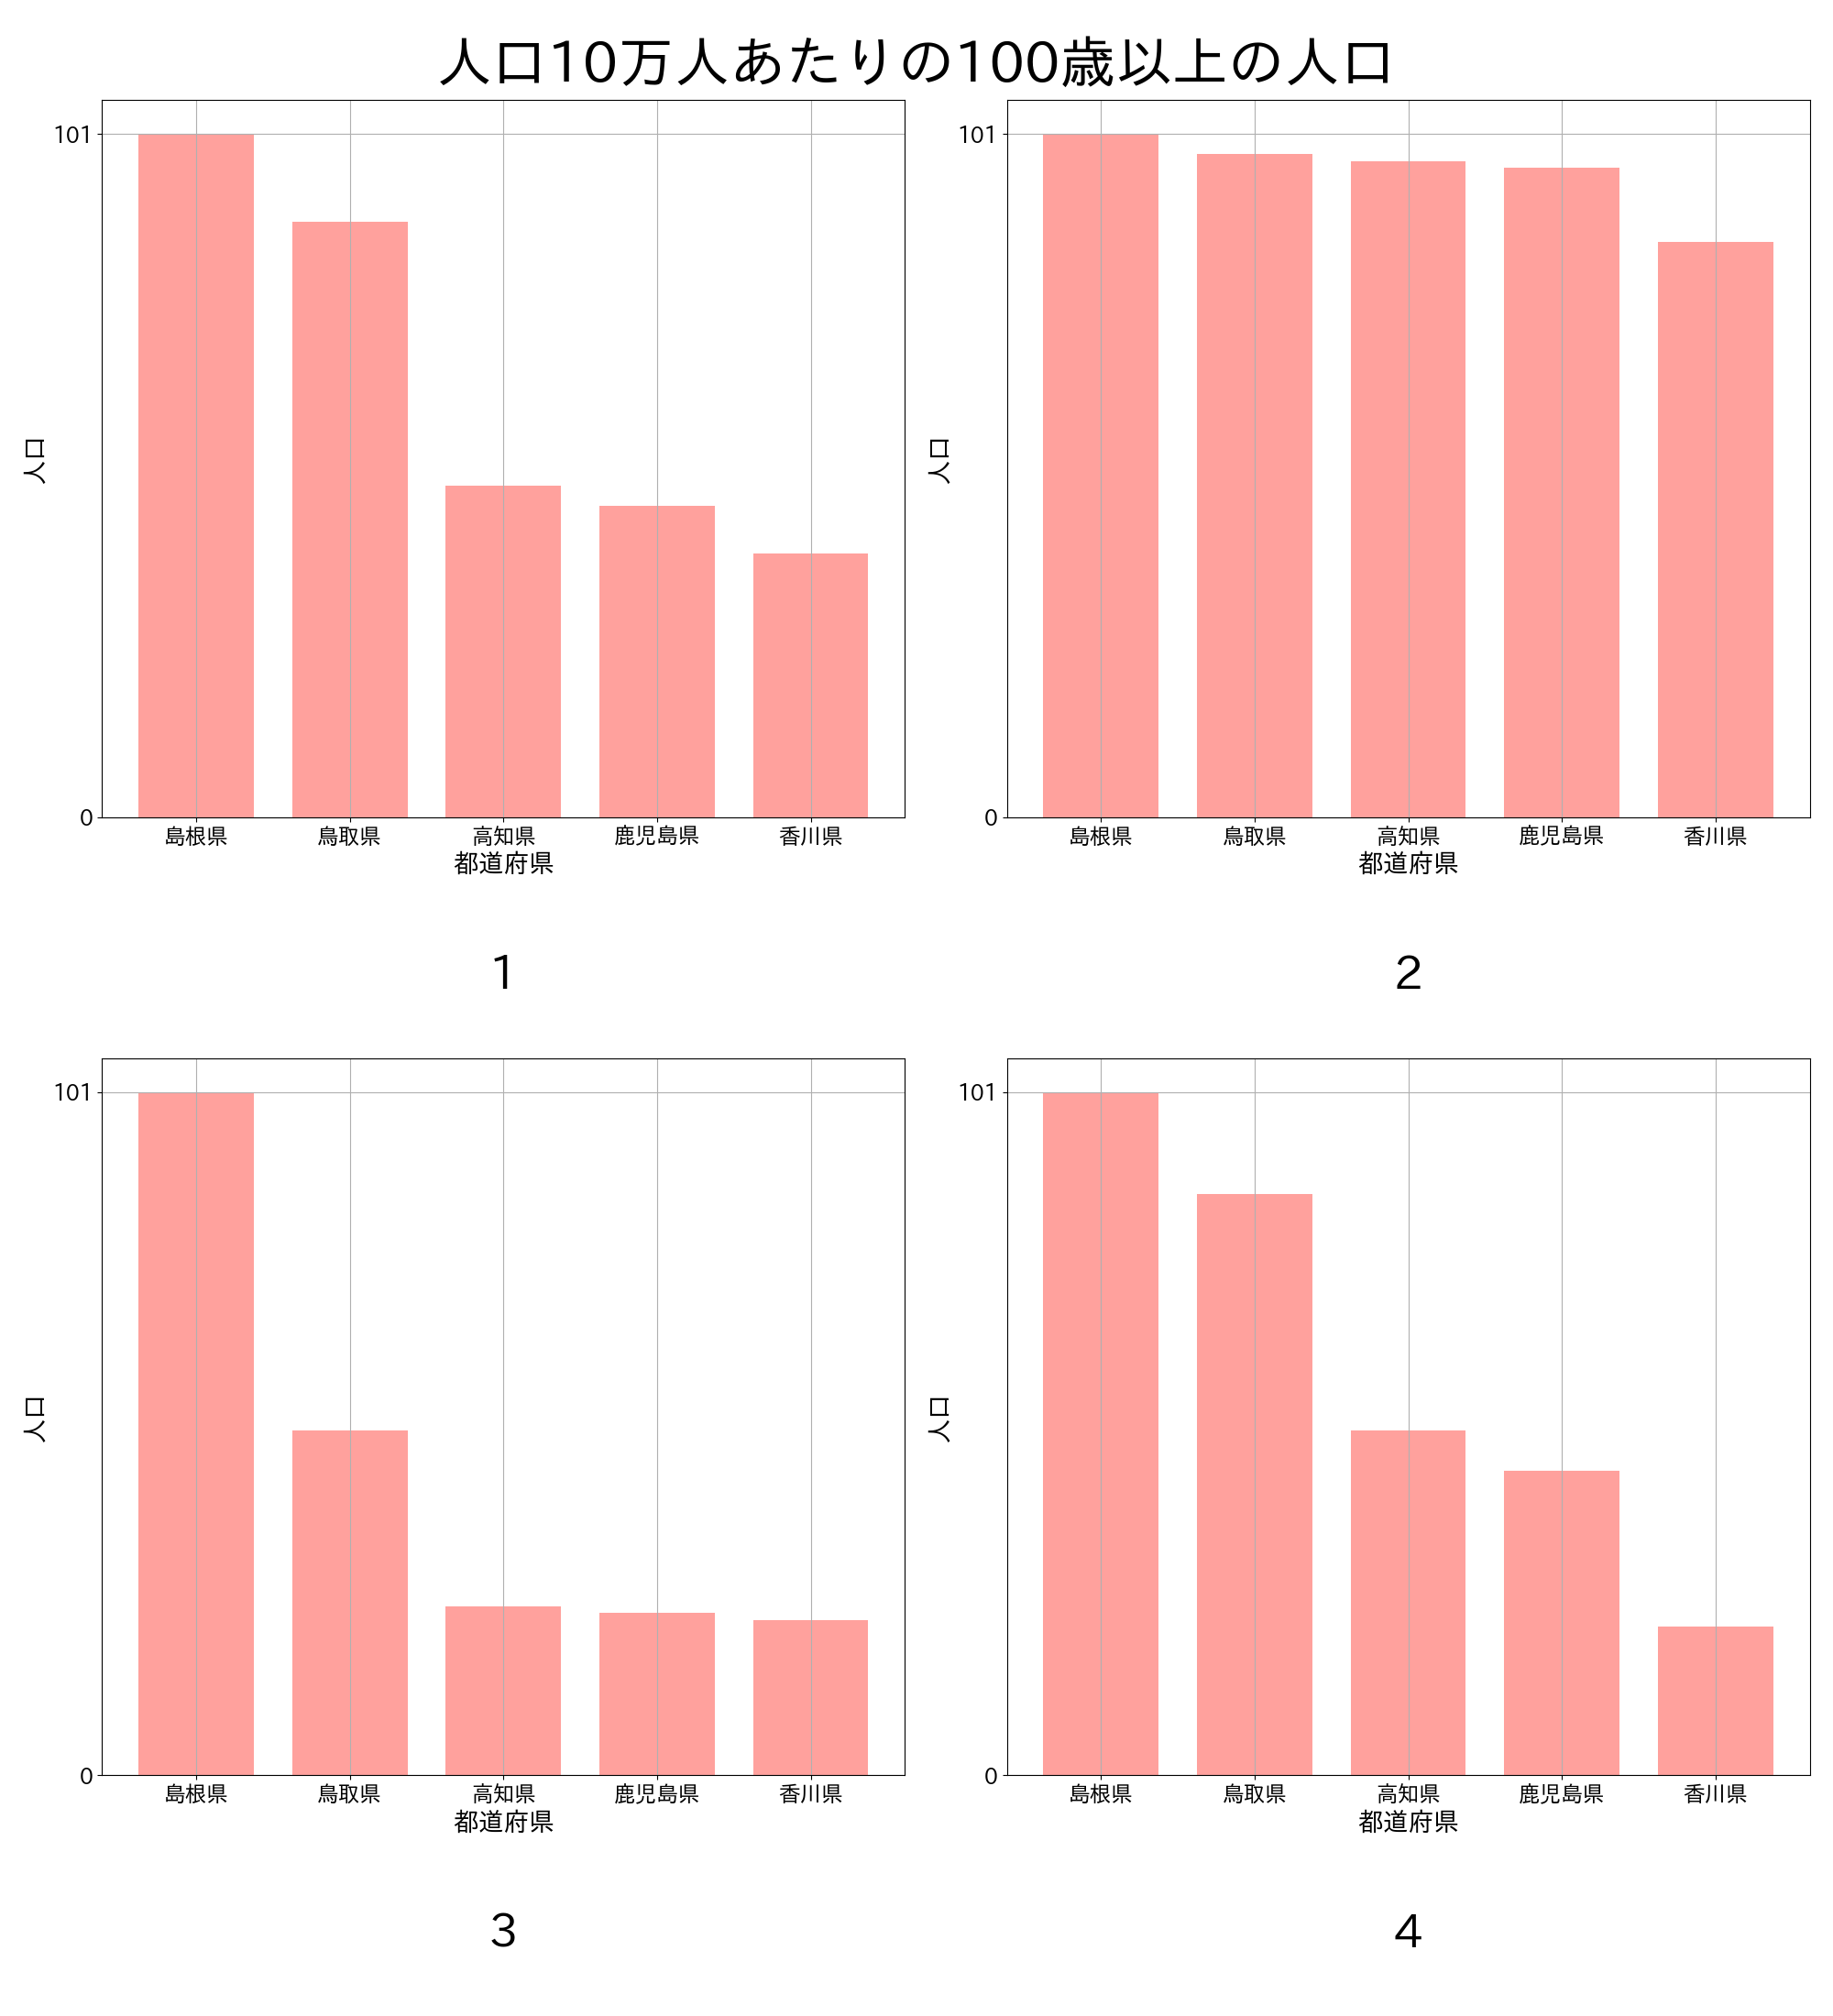 人口10万人あたりの100歳以上の人口
101
101
人口
人口
0
0
島根県 鳥取県 高知県 鹿児島県 香川県
島根県 鳥取県 高知県 鹿児島県 香川県
都道府県
都道府県
1
2
101
101
人口
人口
0
0
島根県 鳥取県 高知県 鹿児島県 香川県
島根県 鳥取県 高知県 鹿児島県 香川県
都道府県
都道府県
3
4